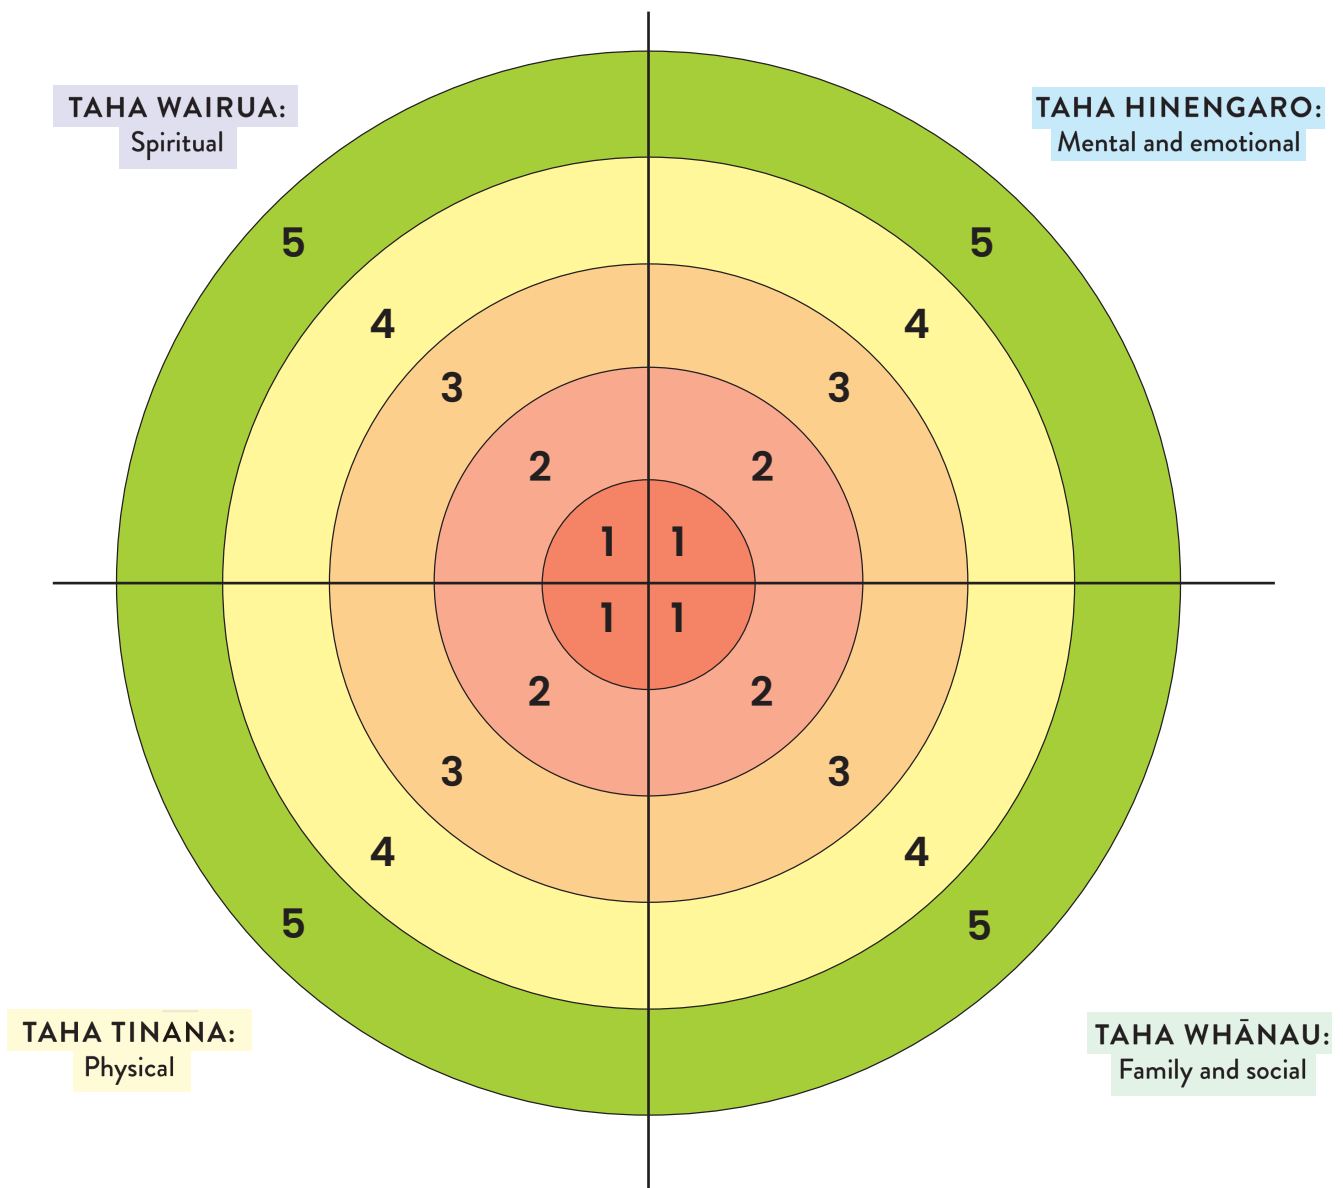 TAHA WAIRUA:
Spiritual
TAHA HINENGARO:
Mental and emotional
5 5
4 4
3 3
2 2
1 1
1 1
2 2
3 3
4 4
5 5
TAHA TINANA:
Physical
TAHA WHĀNAU:
Family and social